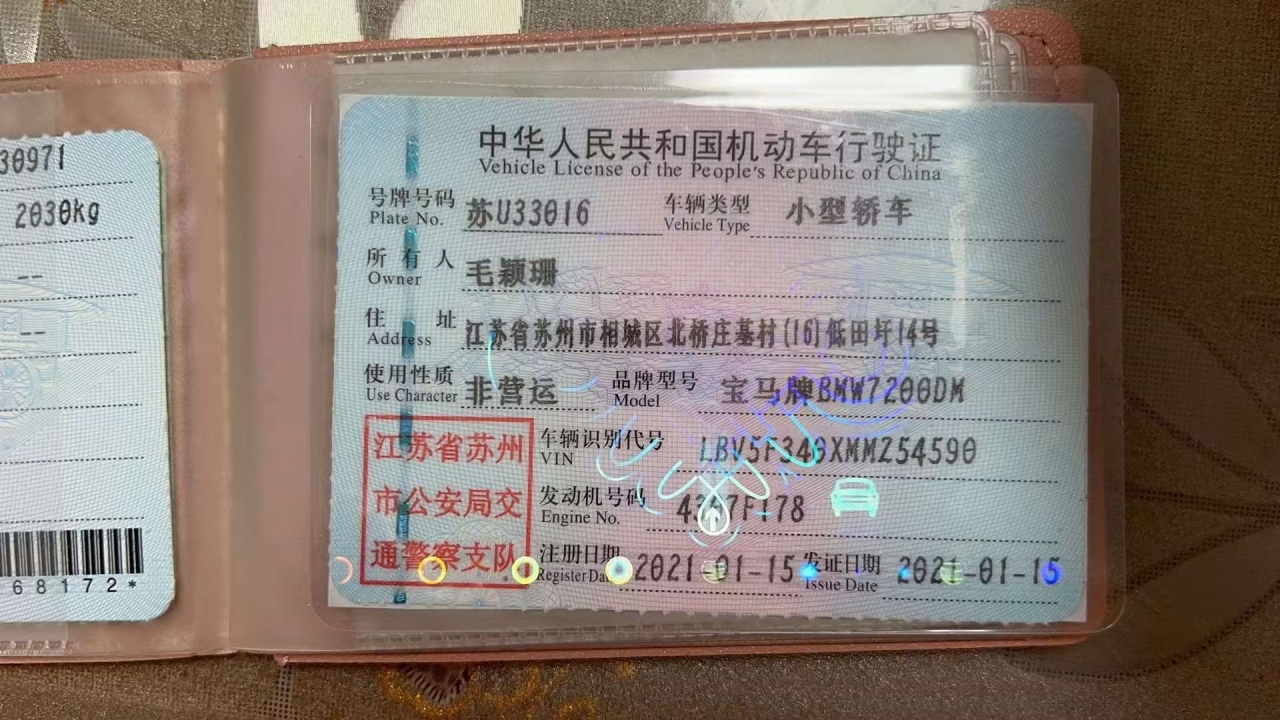 30971
2030kg
--
--
68172*
中华人民共和国机动车行驶证
Vehicle License of the People's Republic of China
号牌号码 苏U33016 车辆类型 小型轿车
Plate No. Vehicle Type
所有人 毛颖珊
Owner
住址 江苏省苏州市相城区北桥庄基村(16)低田圩14号
Address
使用性质 非营运 品牌型号 宝马牌BMW7200DM
Use Character Model
江苏省苏州
市公安局交
通警察支队
车辆识别代号 LBV5F340XMMZ54590
VIN
发动机号码
Engine No.
注册日期 2021-01-15 发证日期 2021-01-15
Register Date Issue Date